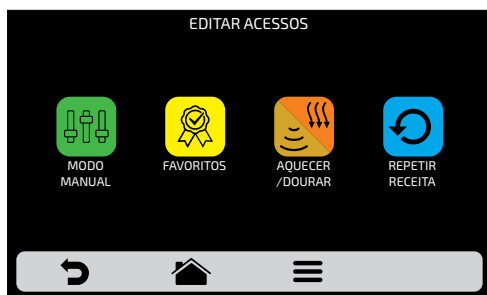 EDITAR ACESSOS
MODO
MANUAL
FAVORITOS
AQUECER
/DOURAR
REPETIR
RECEITA